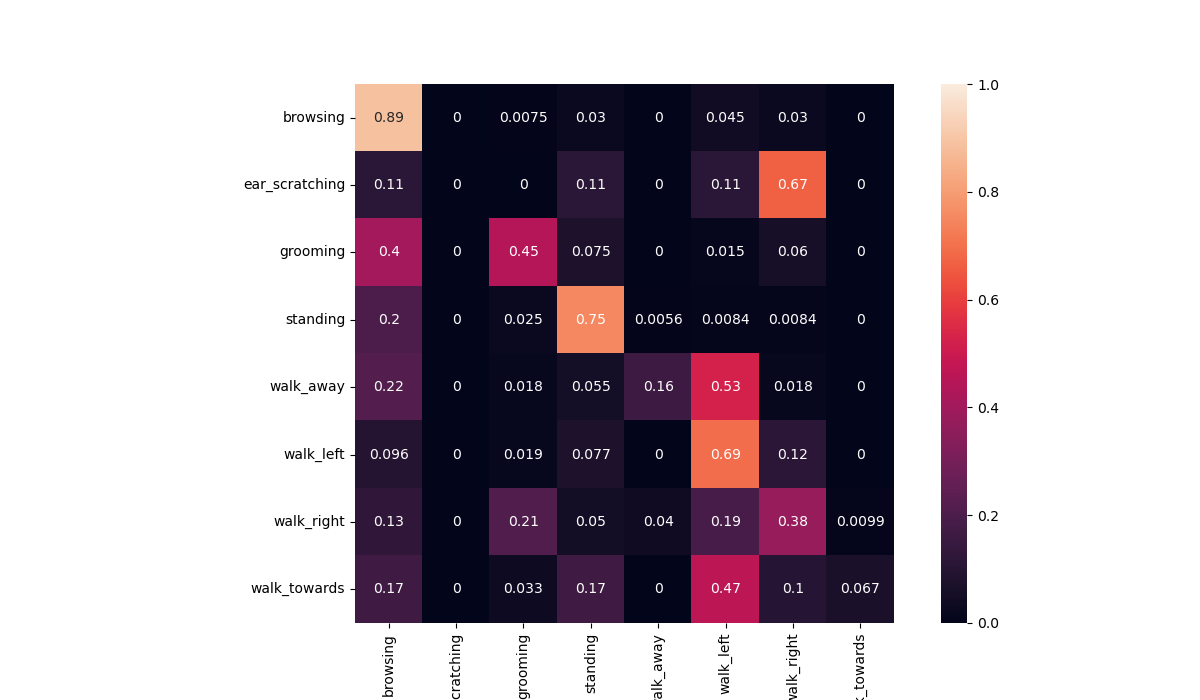 browsing 0.89 0 0.0075 0.03 0 0.045 0.03 0
ear_scratching 0.11 0 0 0.11 0 0.11 0.67 0
grooming 0.4 0 0.45 0.075 0 0.015 0.06 0
standing 0.2 0 0.025 0.75 0.0056 0.0084 0.0084 0
walk_away 0.22 0 0.018 0.055 0.16 0.53 0.018 0
walk_left 0.096 0 0.019 0.077 0 0.69 0.12 0
walk_right 0.13 0 0.21 0.05 0.04 0.19 0.38 0.0099
walk_towards 0.17 0 0.033 0.17 0 0.47 0.1 0.067
browsing
cratching
grooming
standing
alk_away
walk_left
walk_right
_towards
1.0
0.8
0.6
0.4
0.2
0.0